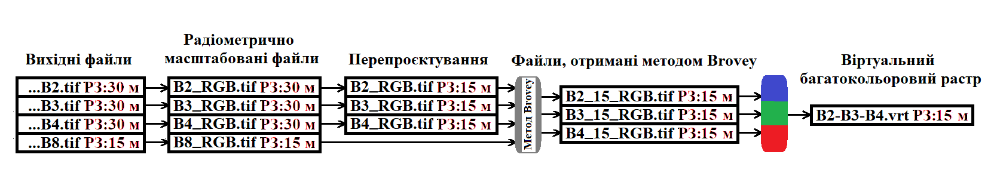 Вихідні файли
...B2.tif РЗ:30 м
...B3.tif РЗ:30 м
...B4.tif РЗ:30 м
...B8.tif РЗ:15 м
Радіометрично
масштабовані файли
B2_RGB.tif РЗ:30 м
B3_RGB.tif РЗ:30 м
B4_RGB.tif РЗ:30 м
B8_RGB.tif РЗ:15 м
Перепроєктування
B2_RGB.tif РЗ:15 м
B3_RGB.tif РЗ:15 м
B4_RGB.tif РЗ:15 м
Метод Brovey
Файли, отримані методом Brovey
B2_15_RGB.tif РЗ:15 м
B3_15_RGB.tif РЗ:15 м
B4_15_RGB.tif РЗ:15 м
Віртуальний
багатокольоровий растр
B2-B3-B4.vrt РЗ:15 м